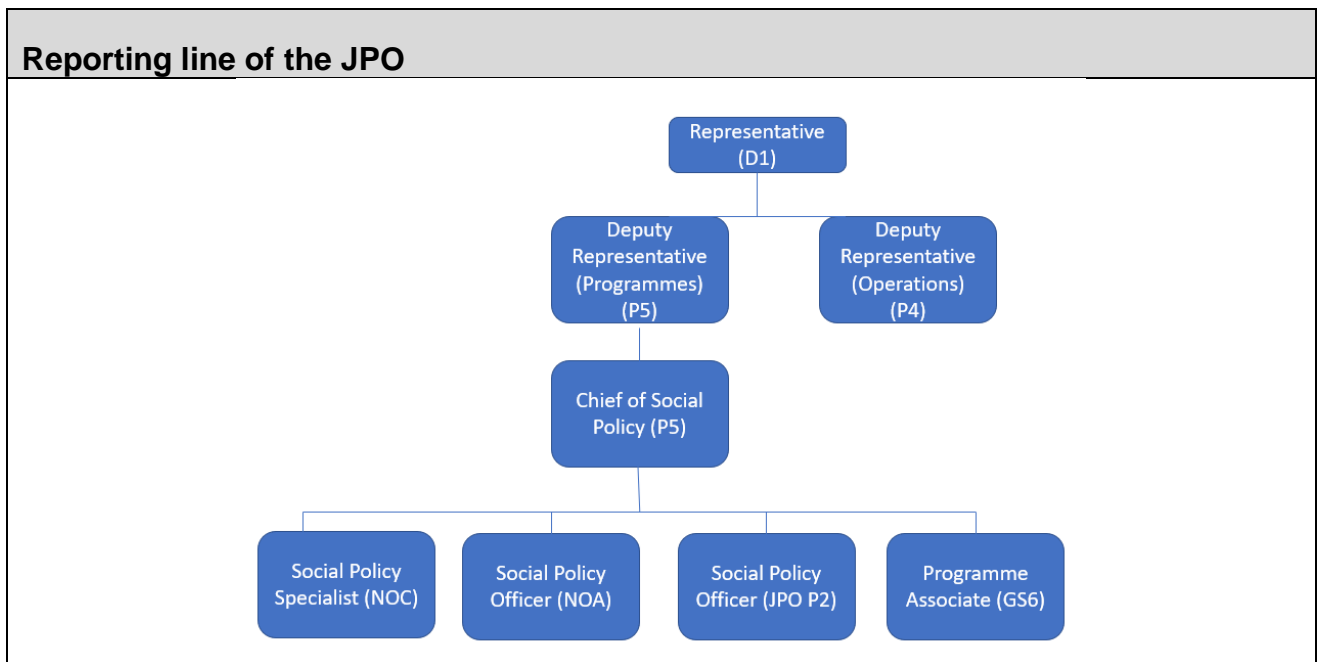 Reporting line of the JPO
Representative
(D1)
Deputy
Representative
(Programmes)
(P5)
Deputy
Representative
(Operations)
(P4)
Chief of Social
Policy (P5)
Social Policy
Specialist (NOC)
Social Policy
Officer (NOA)
Social Policy
Officer (JPO P2)
Programme
Associate (GS6)